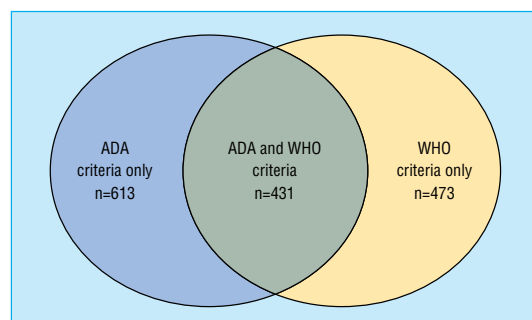 ADA
criteria only
n=613
ADA and WHO
criteria
n=431
WHO
criteria only
n=473